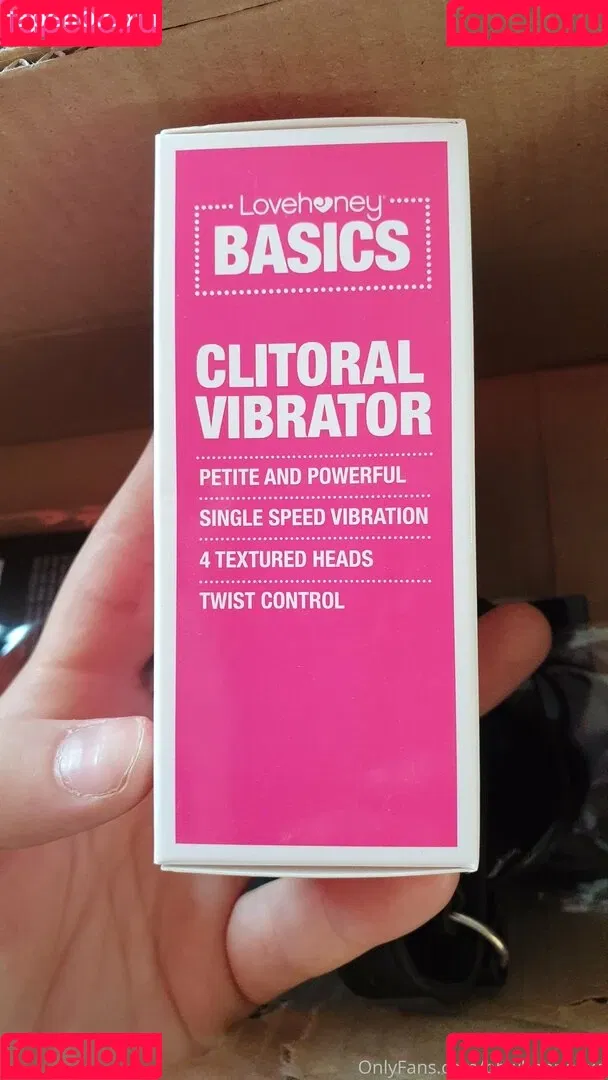 fapello.ru
fapello.ru
Lovehoney®
BASICS
CLITORAL
VIBRATOR
PETITE AND POWERFUL
SINGLE SPEED VIBRATION
4 TEXTURED HEADS
TWIST CONTROL
fapello.ru
fapello.ru